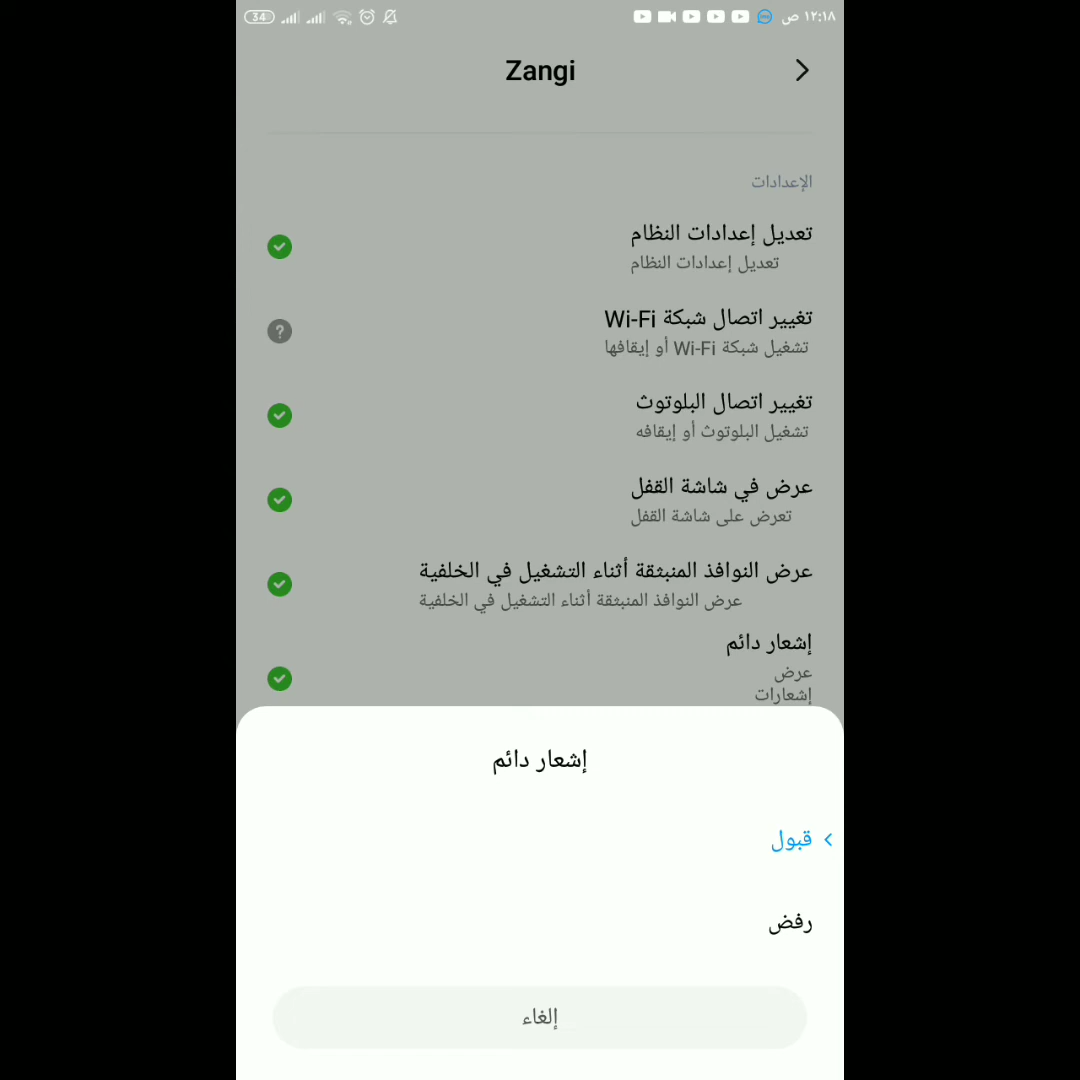 34
١٢:١٨ ص
Zangi
الإعدادات
تعديل إعدادات النظام
تعديل إعدادات النظام
تغيير اتصال شبكة Wi-Fi
تشغيل شبكة Wi-Fi أو إيقافها
تغيير اتصال البلوتوث
تشغيل البلوتوث أو إيقافه
عرض في شاشة القفل
تعرض على شاشة القفل
عرض النوافذ المنبثقة أثناء التشغيل في الخلفية
عرض النوافذ المنبثقة أثناء التشغيل في الخلفية
إشعار دائم
عرض
إشعارات
إشعار دائم
قبول
رفض
إلغاء